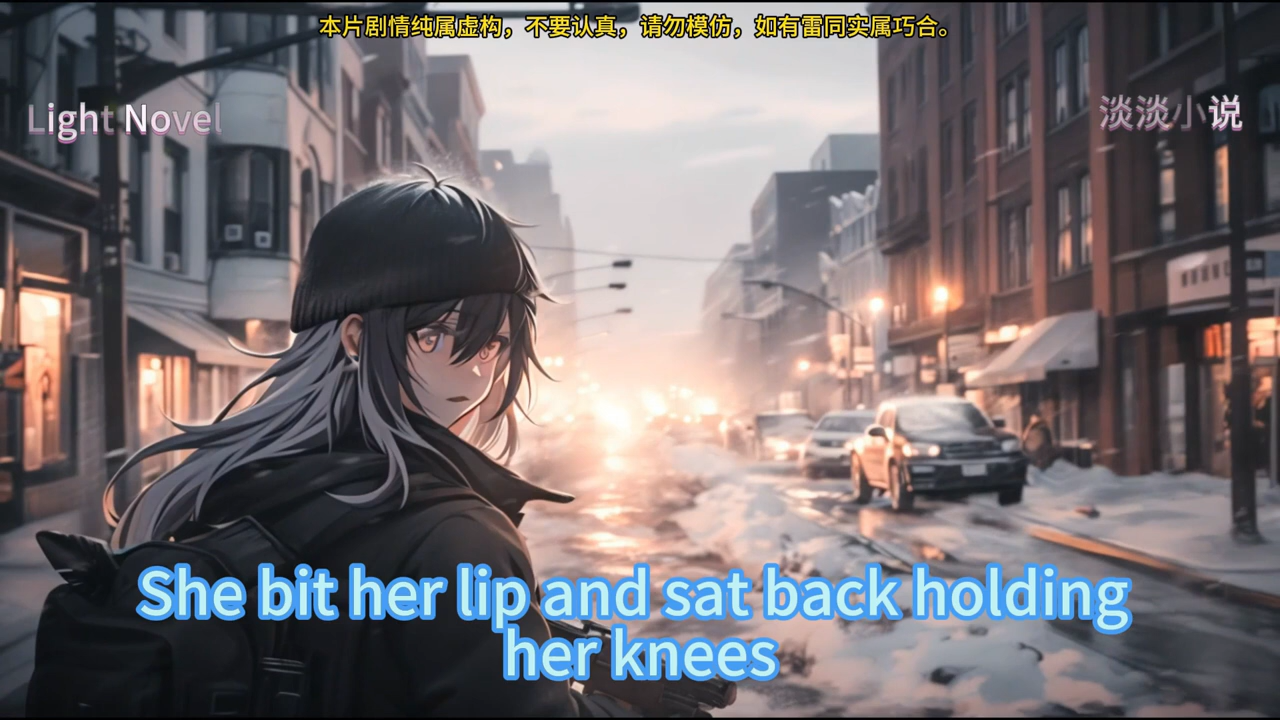 本片剧情纯属虚构，不要认真，请勿模仿，如有雷同实属巧合。
Light Novel
淡淡小说
She bit her lip and sat back holding
her knees